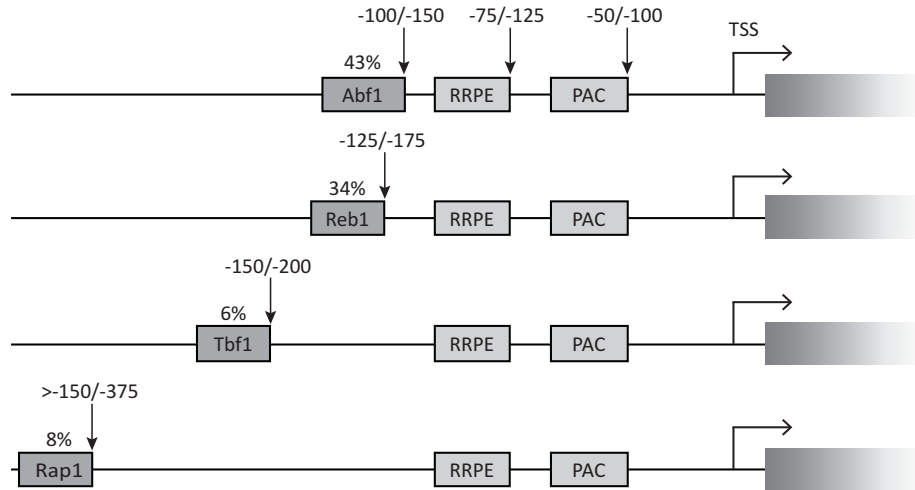 -100/-150 -75/-125 -50/-100
TSS
43%
Abf1 RRPE PAC
-125/-175
34%
Reb1 RRPE PAC
-150/-200
6%
Tbf1 RRPE PAC
>-150/-375
8%
Rap1 RRPE PAC